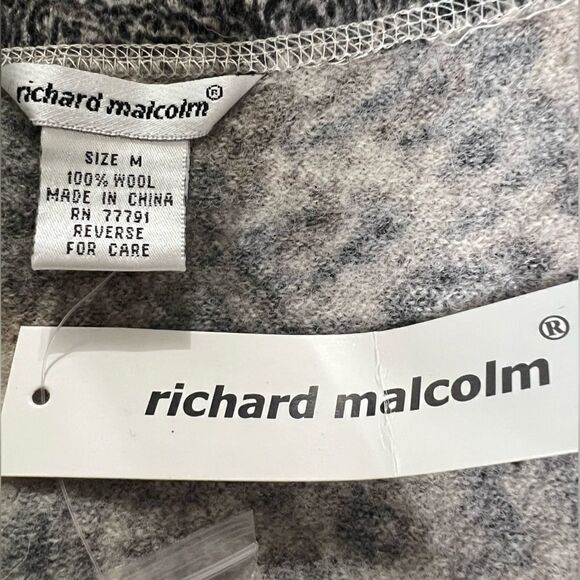 richard malcolm®
SIZE M
100% WOOL
MADE IN CHINA
RN 77791
REVERSE
FOR CARE
richard malcolm®